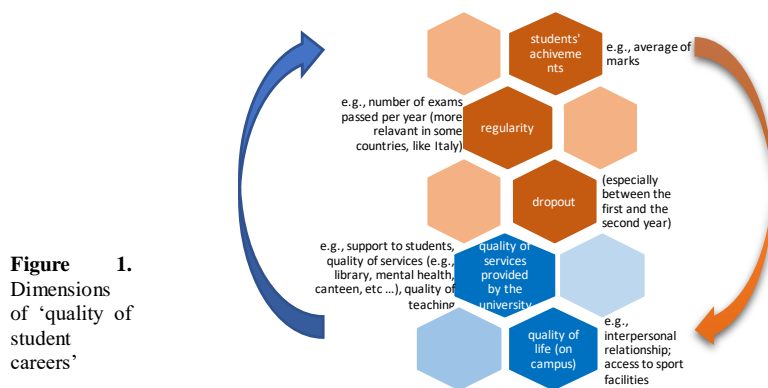 students'
achiveme
nts
e.g., average of
marks
e.g., number of exams
passed per year (more
relavant in some
countries, like Italy)
regularity
dropout
(especially
between the
first and the
second year)
e.g., support to students,
quality of services (e.g.,
library, mental health,
canteen, etc …), quality of
teaching
quality of
services
provided
by the
university
quality of
life (on
campus)
e.g.,
interpersonal
relationship;
access to sport
facilities
Figure 1.
Dimensions
of ‘quality of
student
careers’